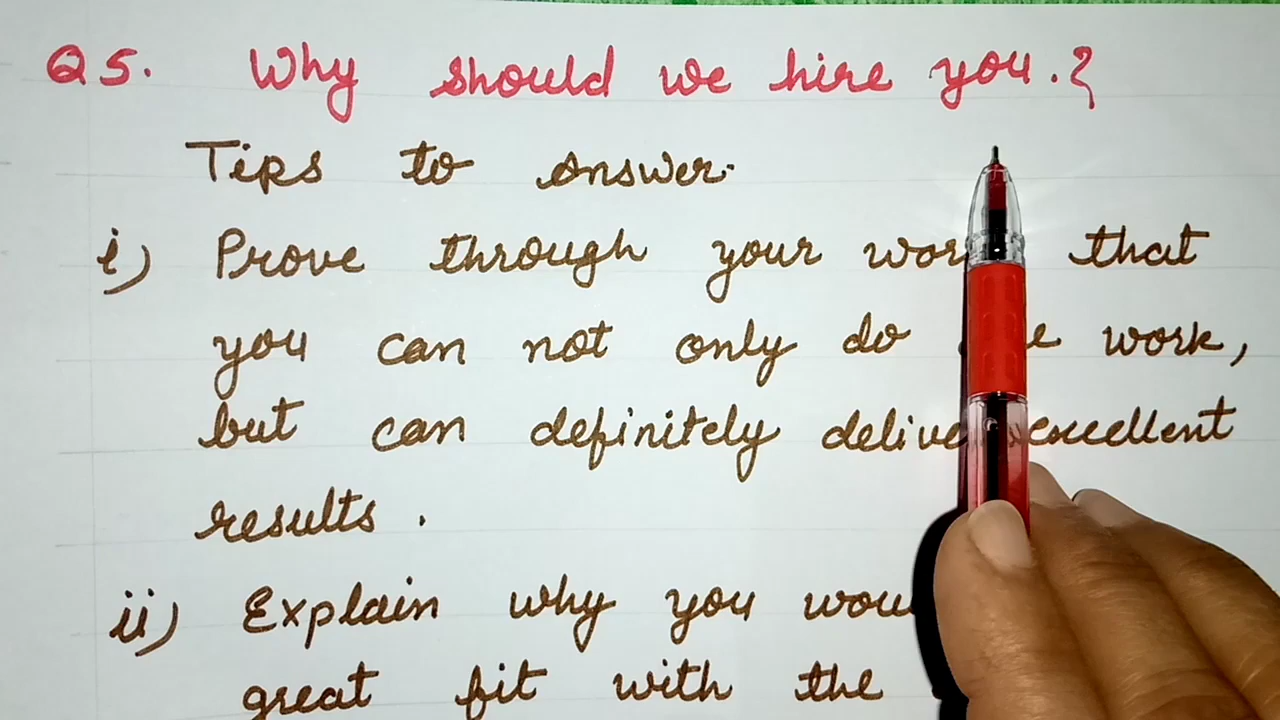 Q5. Why should we hire you.?
Tips to answer.
i) Prove through your that
you can not only do work,
but can definitely excellent
results.
ii) Explain why you
great fit with the